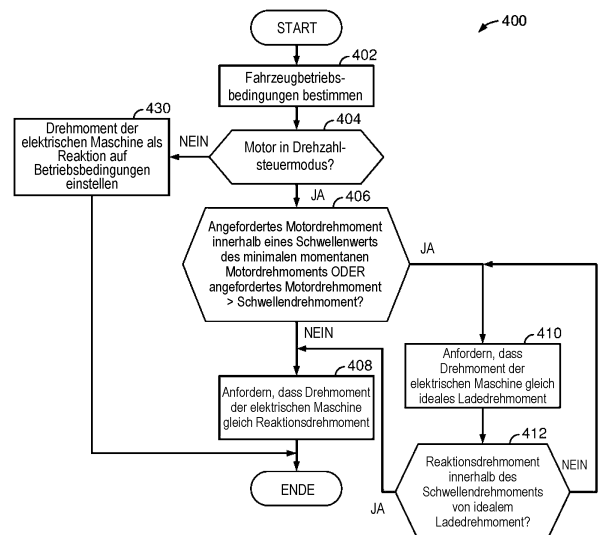 START
400
402
Fahrzeugbetriebs-
bedingungen bestimmen
430
Drehmoment der
elektrischen Maschine als
Reaktion auf
Betriebsbedingungen
einstellen
NEIN
404
Motor in Drehzahl-
steuermodus?
JA
406
Angefordertes Motordrehmoment
innerhalb eines Schwellenwerts
des minimalen momentanen
Motordrehmoments ODER
angefordertes Motordrehmoment
> Schwellendrehmoment?
JA
NEIN
408
Anfordern, dass Drehmoment
der elektrischen Maschine
gleich Reaktionsdrehmoment
410
Anfordern, dass
Drehmoment der
elektrischen Maschine gleich
ideales Ladedrehmoment
412
Reaktionsdrehmoment
innerhalb des
Schwellendrehmoments
von idealem
Ladedrehmoment?
NEIN
JA
ENDE